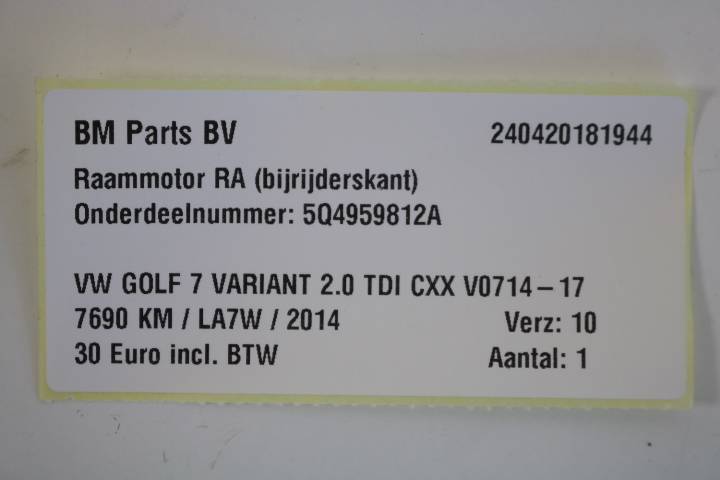 BM Parts BV 240420181944
Raammotor RA (bijrijderskant)
Onderdeelnummer: 5Q4959812A
VW GOLF 7 VARIANT 2.0 TDI CXX V0714-17
7690 KM / LA7W / 2014 Verz: 10
30 Euro incl. BTW Aantal: 1